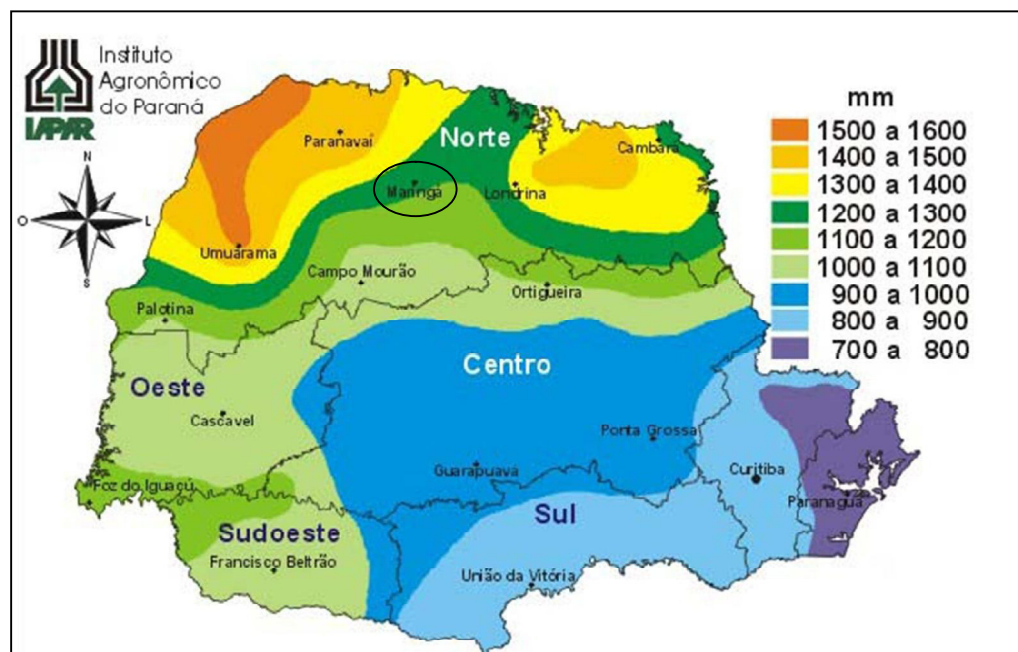 Instituto
Agronômico
do Paraná
IAPAR
N
O
L
S
mm
1500 a 1600
1400 a 1500
1300 a 1400
1200 a 1300
1100 a 1200
1000 a 1100
900 a 1000
800 a 900
700 a 800
Norte
Paranavaí
Cambará
Maringá
Londrina
Umuarama
Campo Mourão
Ortigueira
Palotina
Centro
Oeste
Cascavel
Ponta Grossa
Guarapuava
Curitiba
Foz do Iguaçú
Paranaguá
Sul
Sudoeste
Francisco Beltrão
União da Vitória